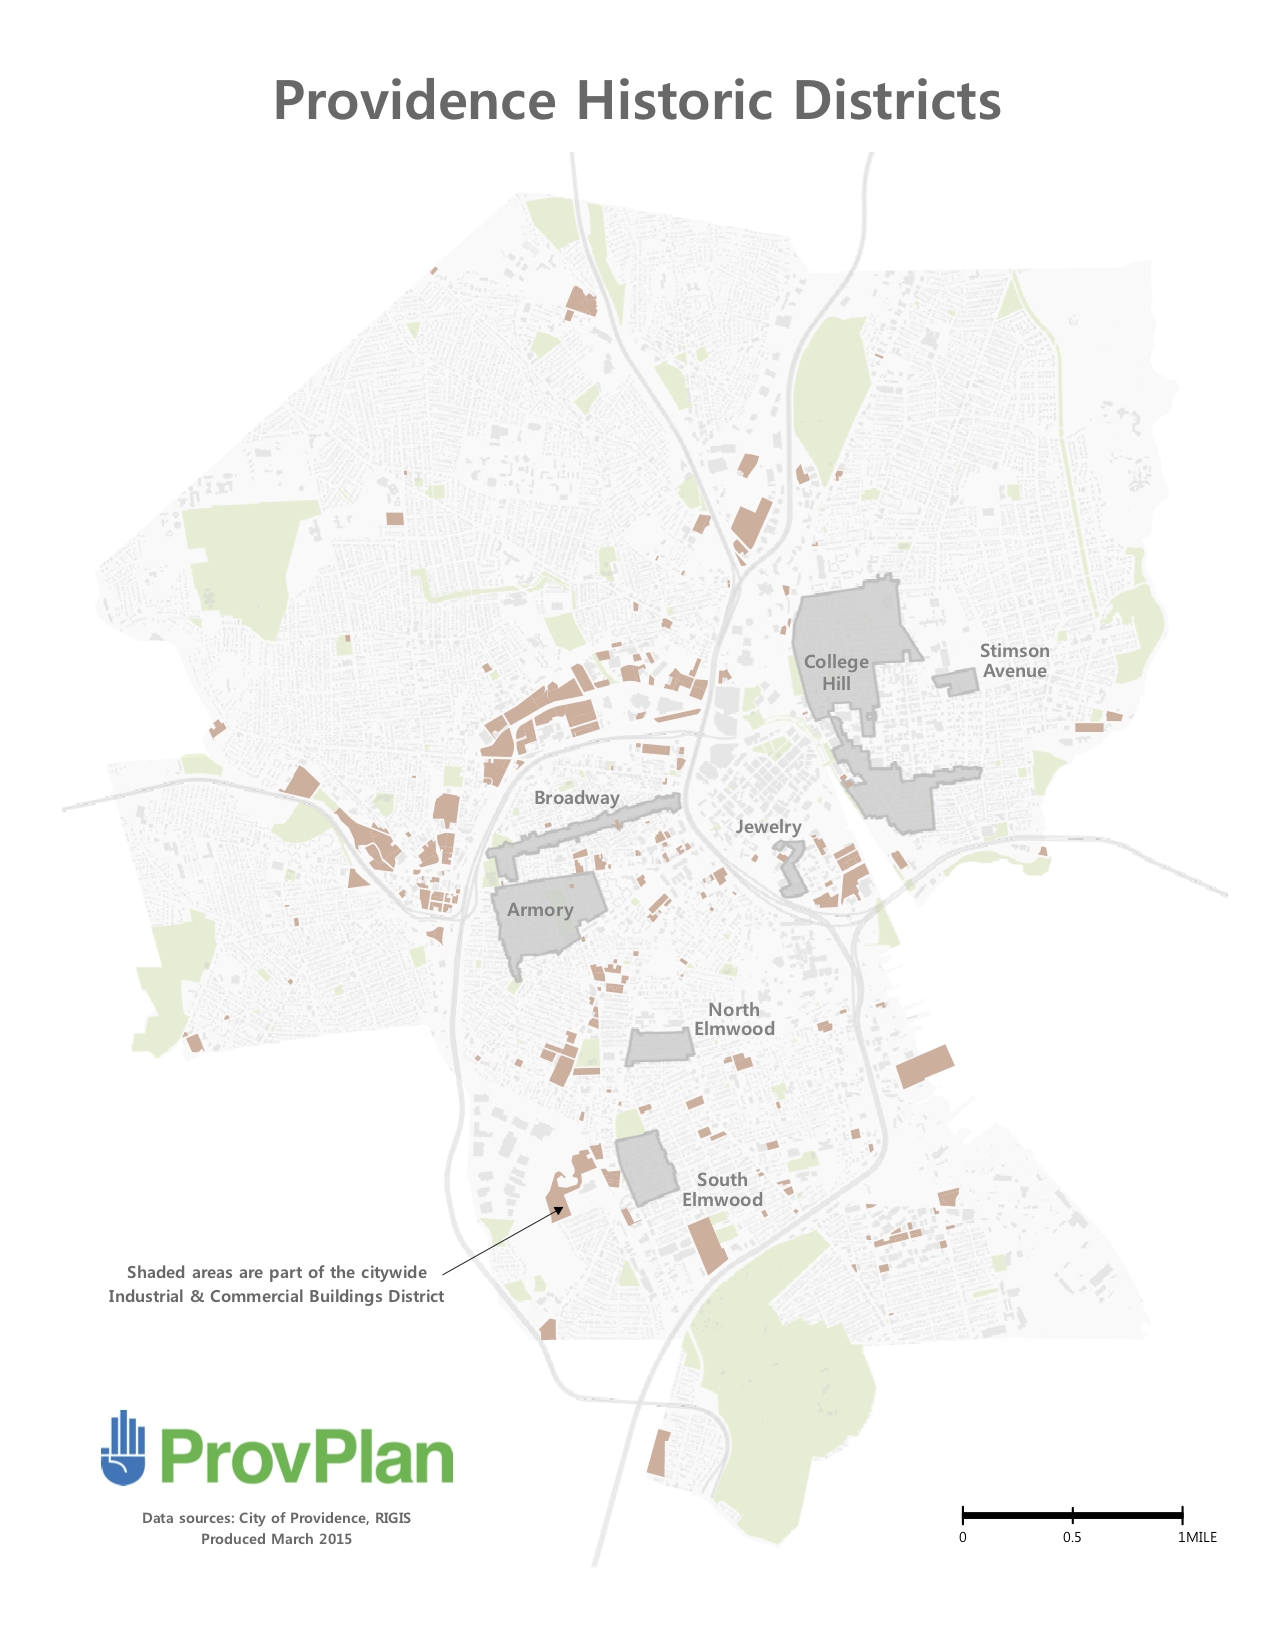 Providence Historic Districts
College
Hill
Stimson
Avenue
Broadway
Jewelry
Armory
North
Elmwood
South
Elmwood
Shaded areas are part of the citywide
Industrial & Commercial Buildings District
ProvPlan
Data sources: City of Providence, RIGIS
Produced March 2015
0 0.5 1MILE